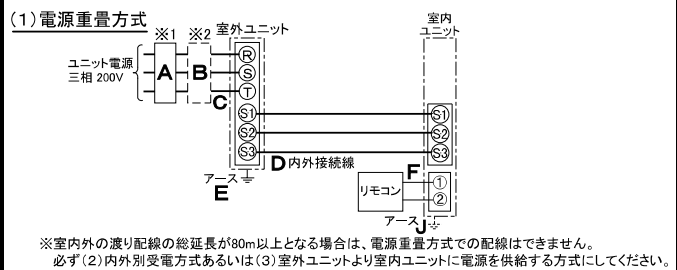 (1)電源重畳方式
※1 ※2 室外ユニット 室内ユニット
ユニット電源
三相 200V
A B C
R
S
T
S1 S1
S2 S2
S3 S3
D 内外接続線
アース
E
F
リモコン
①
②
アース J
※室内外の渡り配線の総延長が80m以上となる場合は、電源重畳方式での配線はできません。
必ず(2)内外別受電方式あるいは(3)室外ユニットより室内ユニットに電源を供給する方式にしてください。